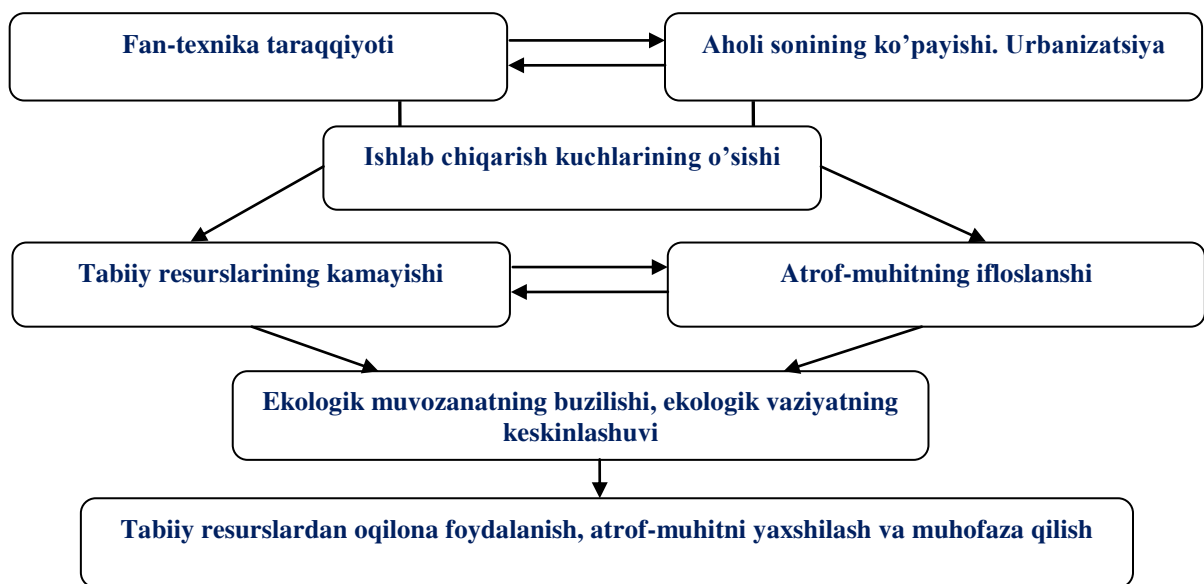 Fan-texnika taraqqiyoti
Aholi sonining ko’payishi. Urbanizatsiya
Ishlab chiqarish kuchlarining o’sishi
Tabiiy resurslarining kamayishi
Atrof-muhitning ifloslanshi
Ekologik muvozanatning buzilishi, ekologik vaziyatning
keskinlashuvi
Tabiiy resurslardan oqilona foydalanish, atrof-muhitni yaxshilash va muhofaza qilish